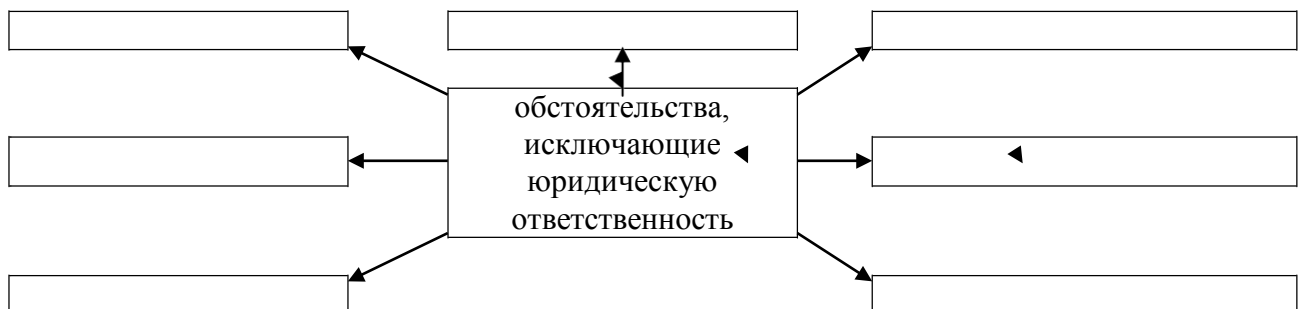 обстоятельства,
исключающие
юридическую
ответственность